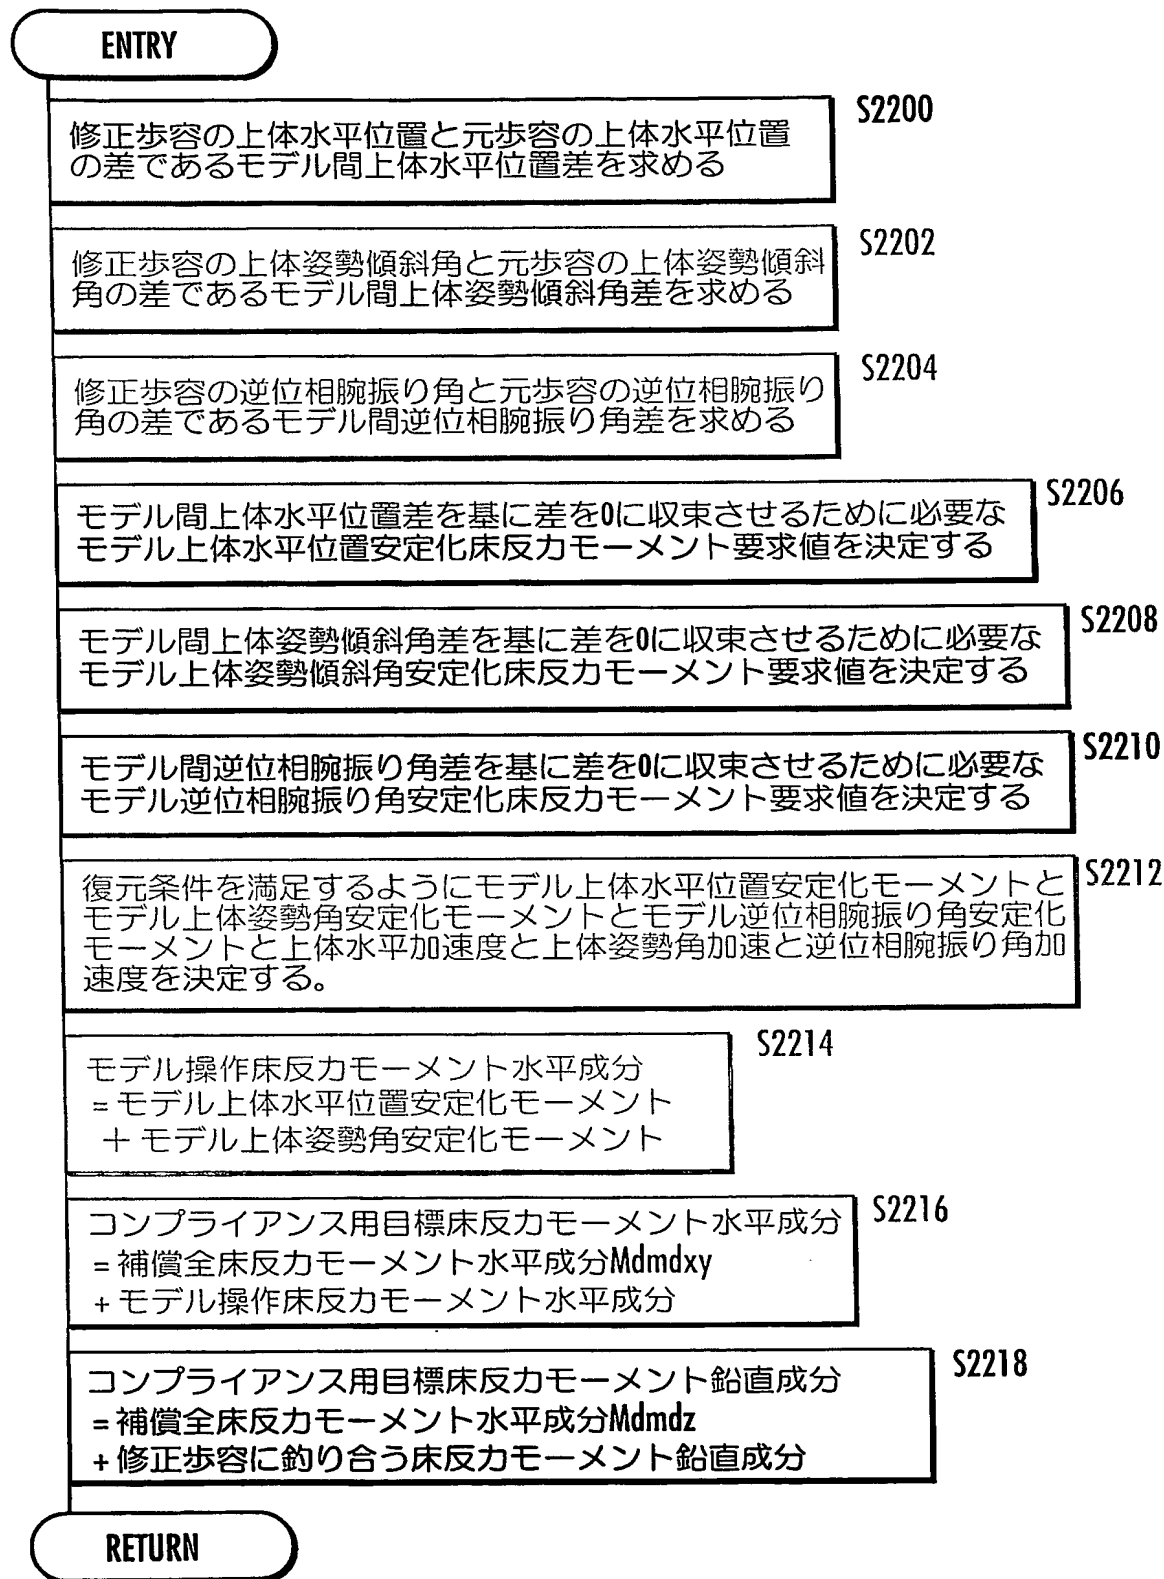 ENTRY
S2200
修正歩容の上体水平位置と元歩容の上体水平位置
の差であるモデル間上体水平位置差を求める
S2202
修正歩容の上体姿勢傾斜角と元歩容の上体姿勢傾斜
角の差であるモデル間上体姿勢傾斜角差を求める
S2204
修正歩容の逆位相腕振り角と元歩容の逆位相腕振り
角の差であるモデル間逆位相腕振り角差を求める
S2206
モデル間上体水平位置差を基に差を0に収束させるために必要な
モデル上体水平位置安定化床反力モーメント要求値を決定する
S2208
モデル間上体姿勢傾斜角差を基に差を0に収束させるために必要な
モデル上体姿勢傾斜角安定化床反力モーメント要求値を決定する
S2210
モデル間逆位相腕振り角差を基に差を0に収束させるために必要な
モデル逆位相腕振り角安定化床反力モーメント要求値を決定する
S2212
復元条件を満足するようにモデル上体水平位置安定化モーメントと
モデル上体姿勢角安定化モーメントとモデル逆位相腕振り角安定化
モーメントと上体水平加速度と上体姿勢角加速と逆位相腕振り角加
速度を決定する。
S2214
モデル操作床反力モーメント水平成分
=モデル上体水平位置安定化モーメント
+ モデル上体姿勢角安定化モーメント
S2216
コンプライアンス用目標床反力モーメント水平成分
=補償全床反力モーメント水平成分Mdmdxy
+モデル操作床反力モーメント水平成分
S2218
コンプライアンス用目標床反力モーメント鉛直成分
=補償全床反力モーメント水平成分Mdmdz
+修正歩容に釣り合う床反力モーメント鉛直成分
RETURN